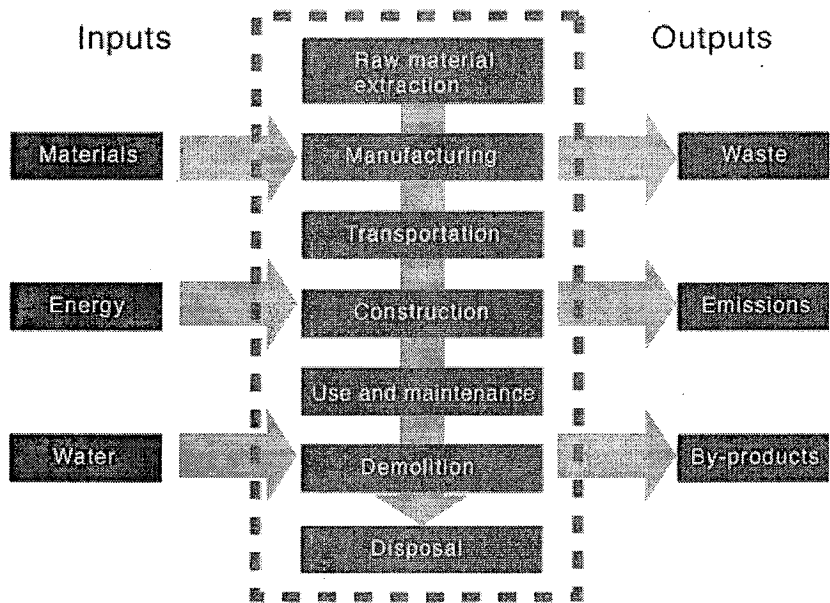 Inputs
Outputs
Raw material
extraction
Materials
Manufacturing
Waste
Transportation
Energy
Construction
Emissions
Use and maintenance
Water
Demolition
By-products
Disposal